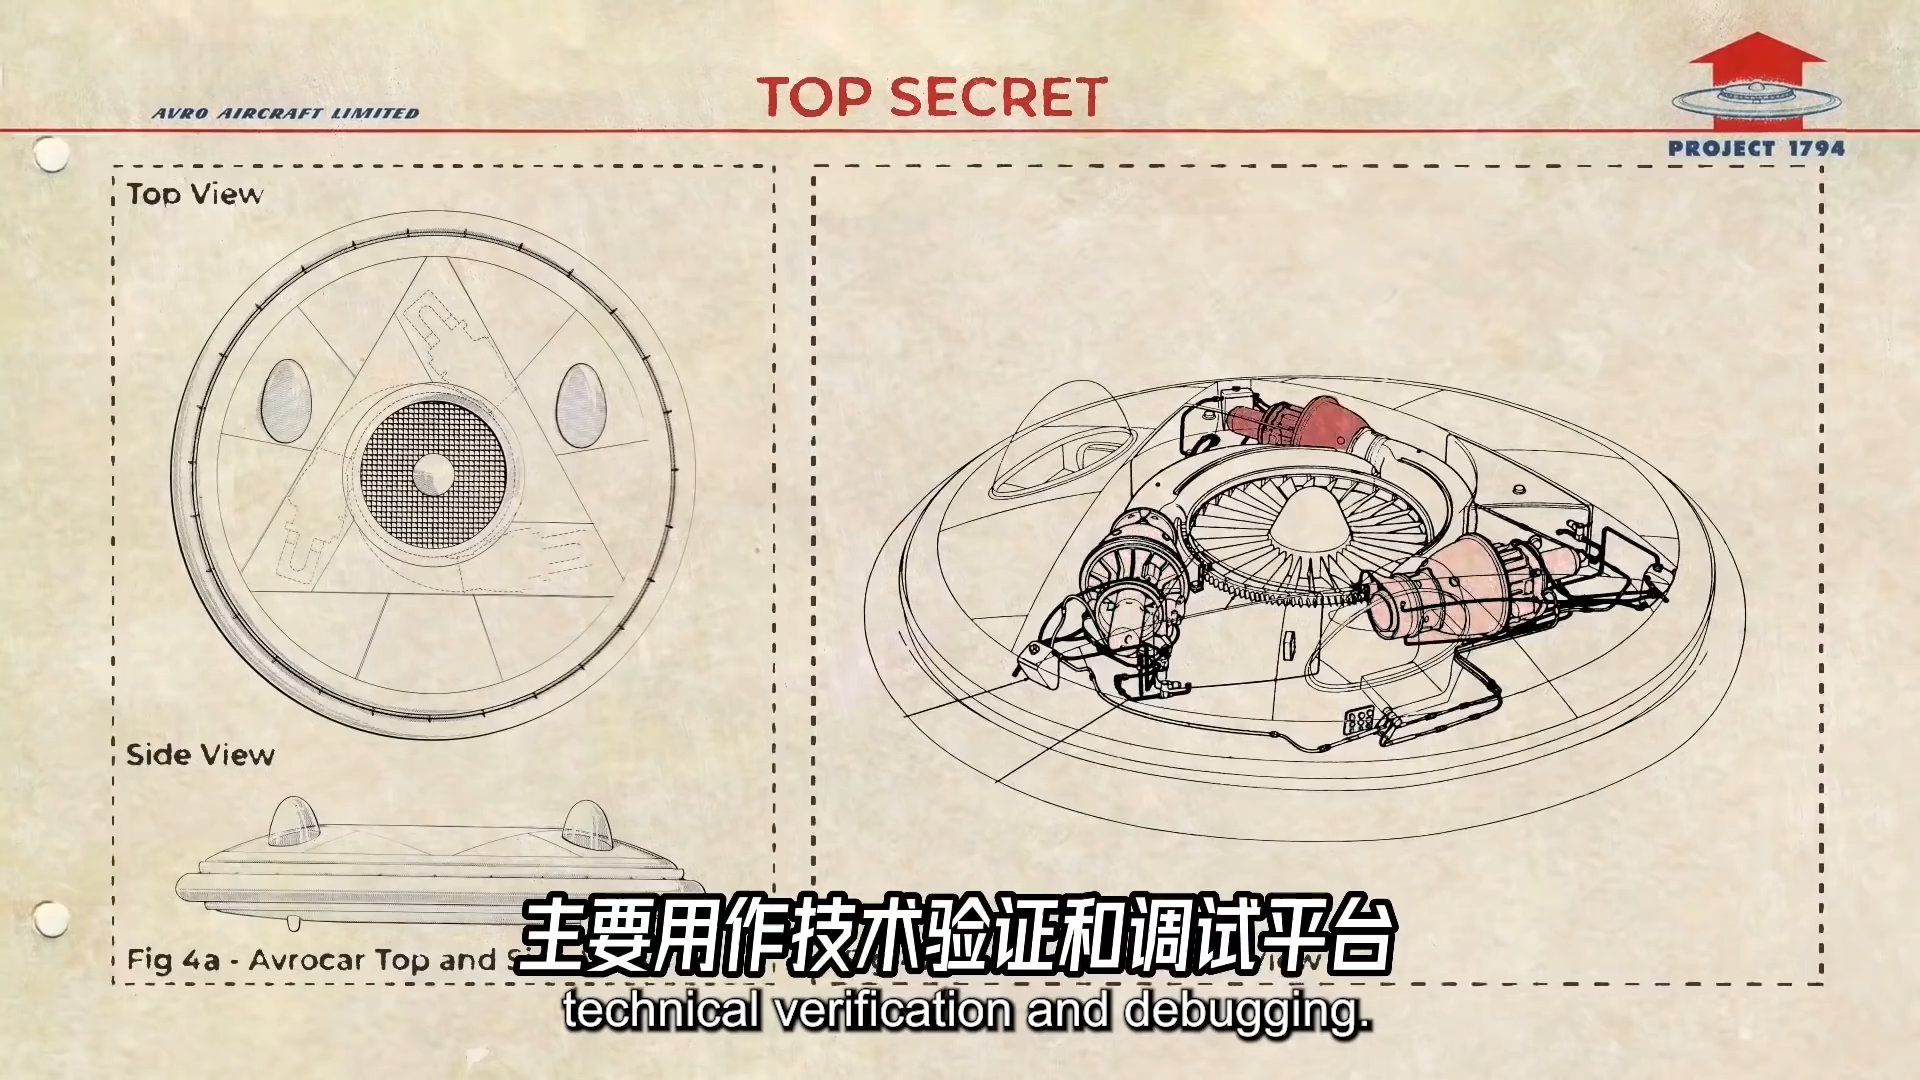 TOP SECRET
AVRO AIRCRAFT LIMITED
PROJECT 1794
Top View
Side View
Fig 4a - Avrocar Top and
主要用作技术验证和调试平台
technical verification and debugging.